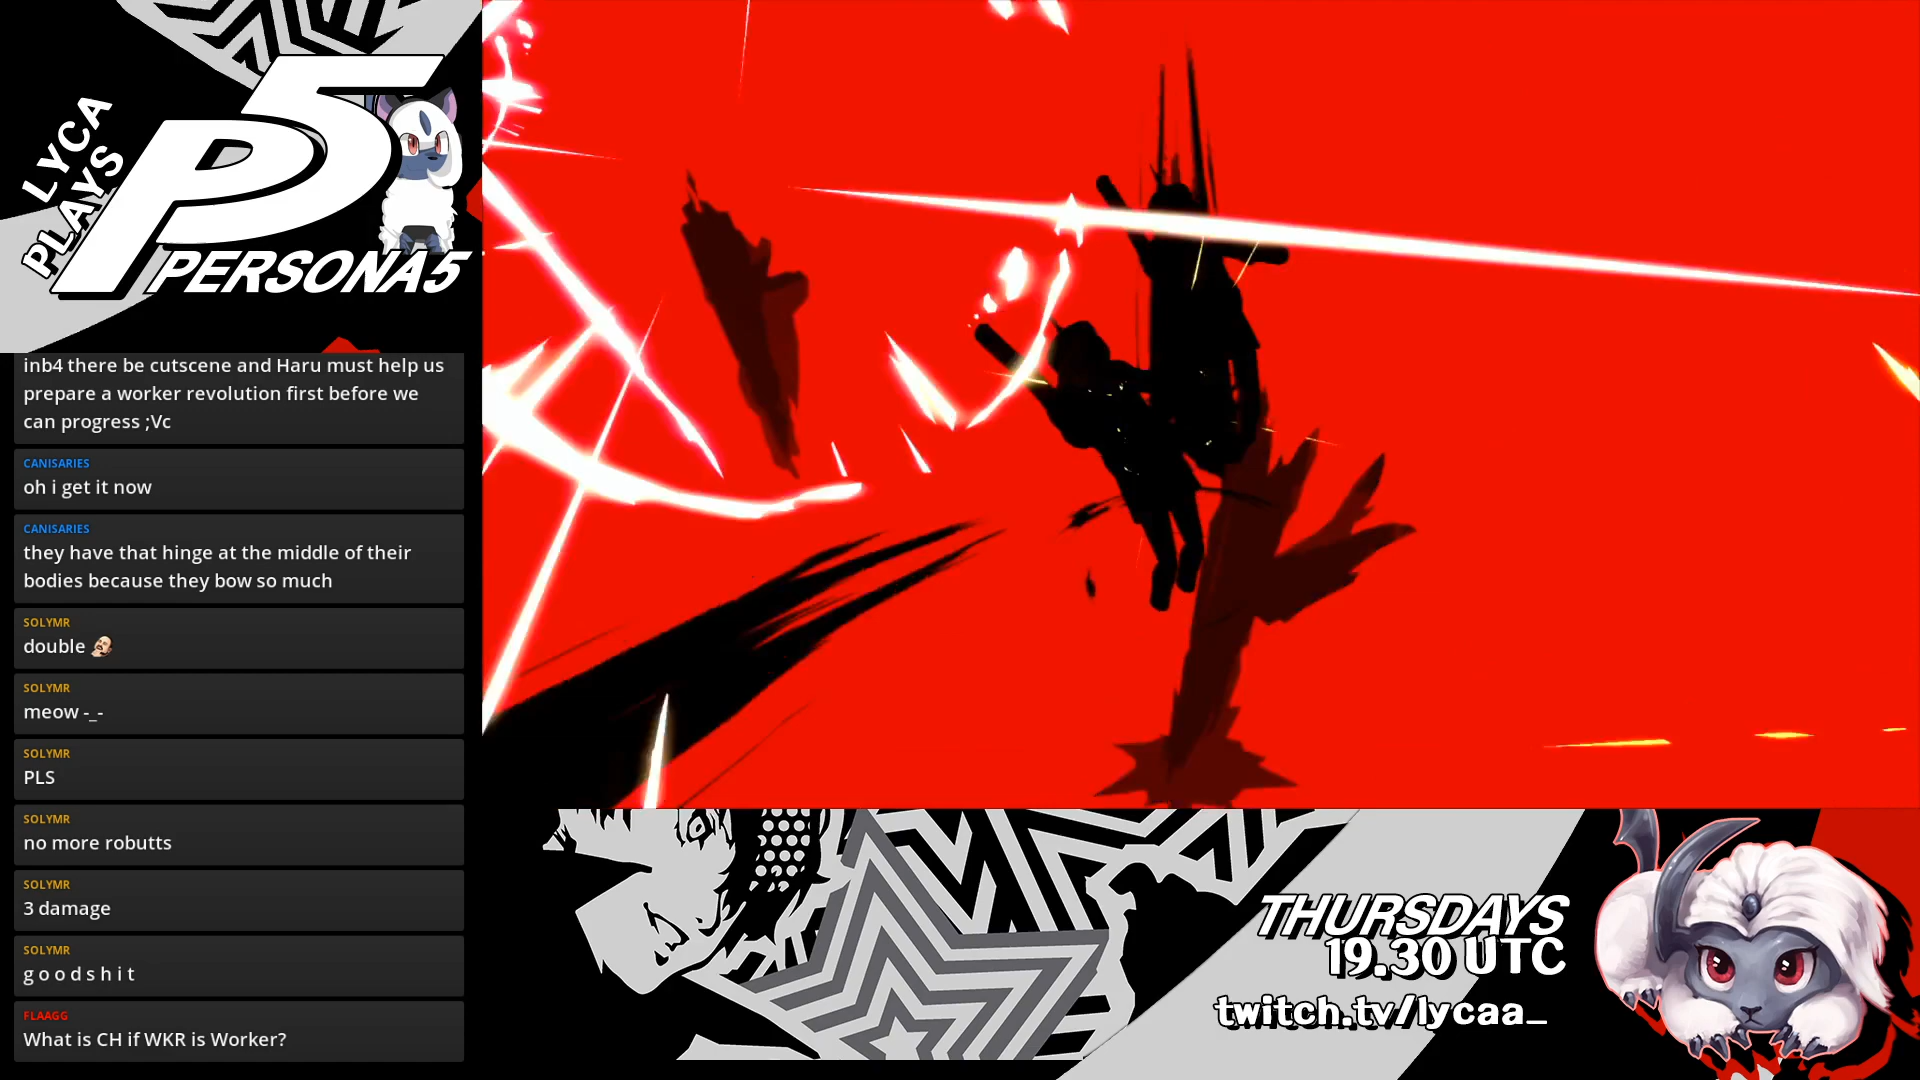 LYCA
PLAYS
P5
PERSONA5
inb4 there be cutscene and Haru must help us
prepare a worker revolution first before we
can progress ;Vc
CANISARIES
oh i get it now
CANISARIES
they have that hinge at the middle of their
bodies because they bow so much
SOLYMR
double
SOLYMR
meow -_-
SOLYMR
PLS
SOLYMR
no more robutts
SOLYMR
3 damage
SOLYMR
g o o d s h i t
FLAAGG
What is CH if WKR is Worker?
THURSDAYS
19.30 UTC
twitch.tv/lycaa_